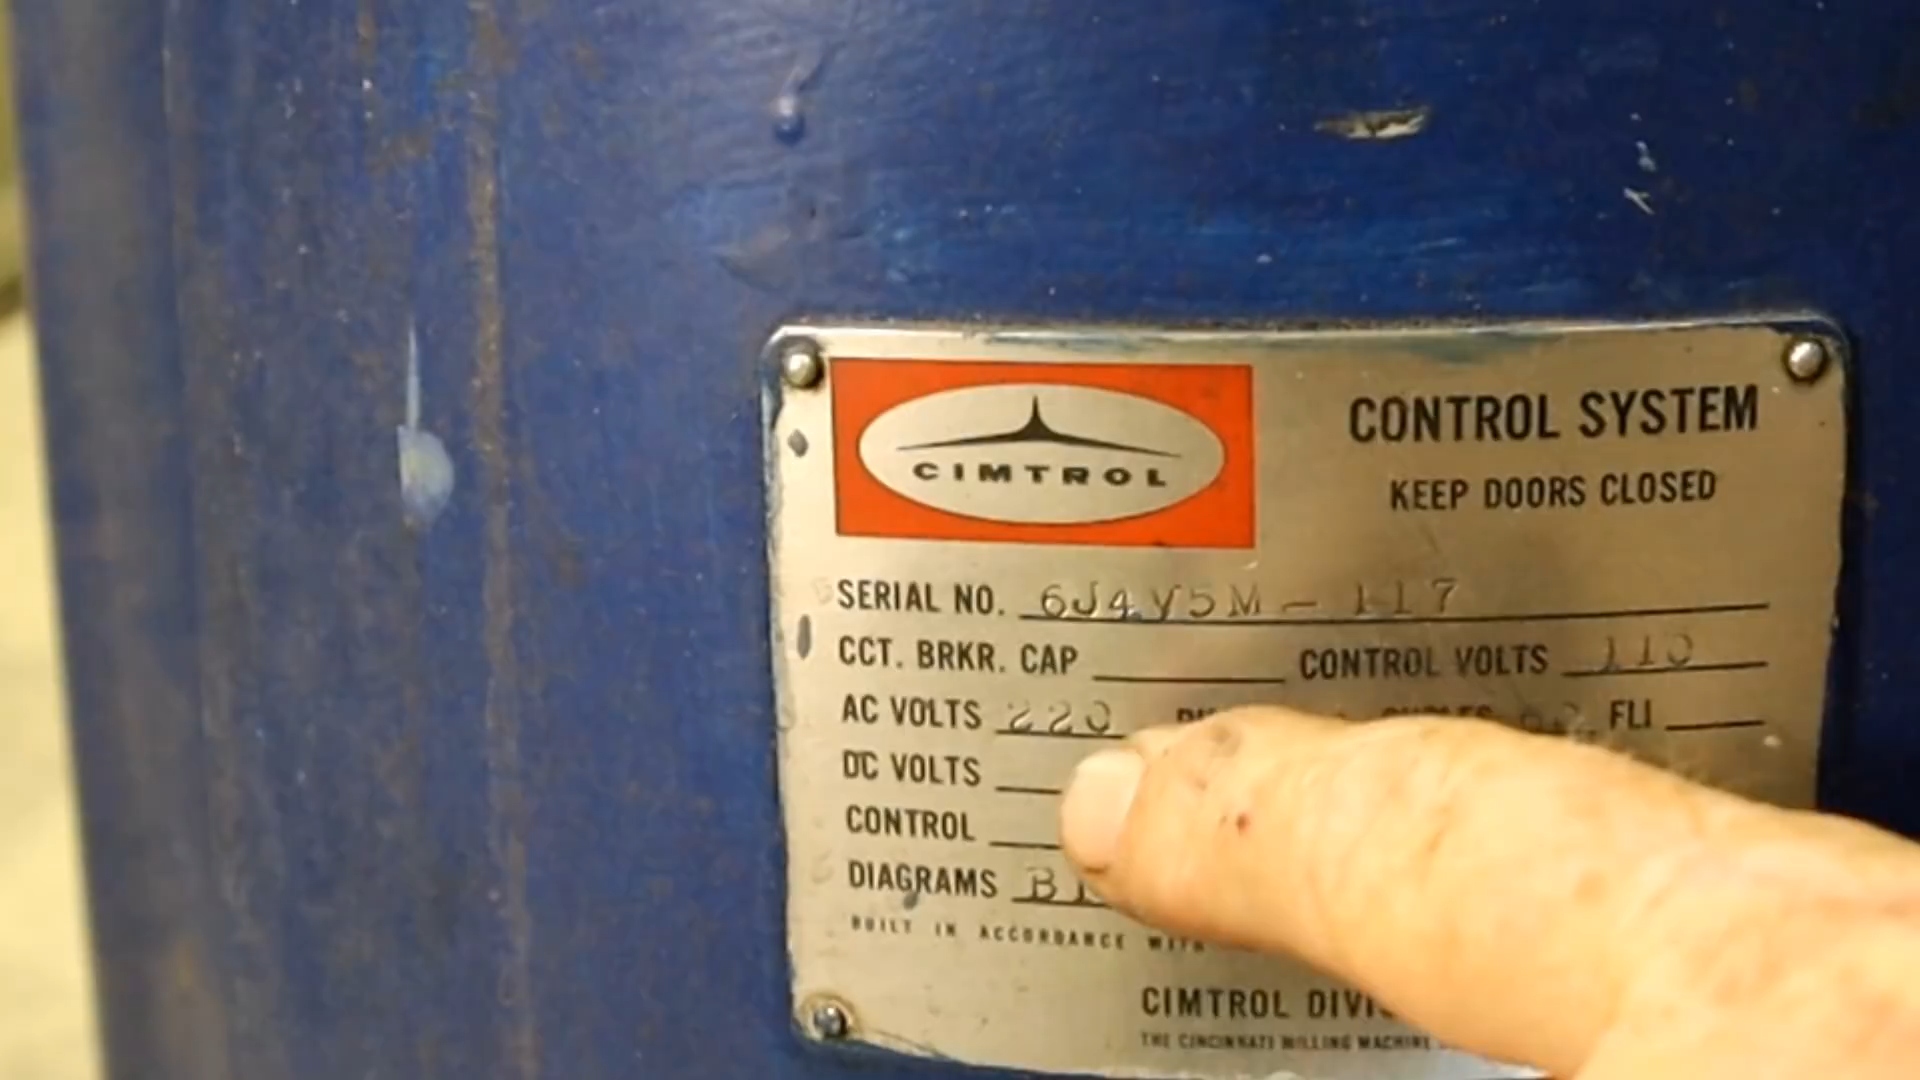 CIMTROL
CONTROL SYSTEM
KEEP DOORS CLOSED
SERIAL NO. 6J4V5M - 117
CCT. BRKR. CAP CONTROL VOLTS 110
AC VOLTS 220 FLI
DC VOLTS
CONTROL
DIAGRAMS
BUILT IN ACCORDANCE WITH
CIMTROL
THE CINCINNATI MILLING MACHINE